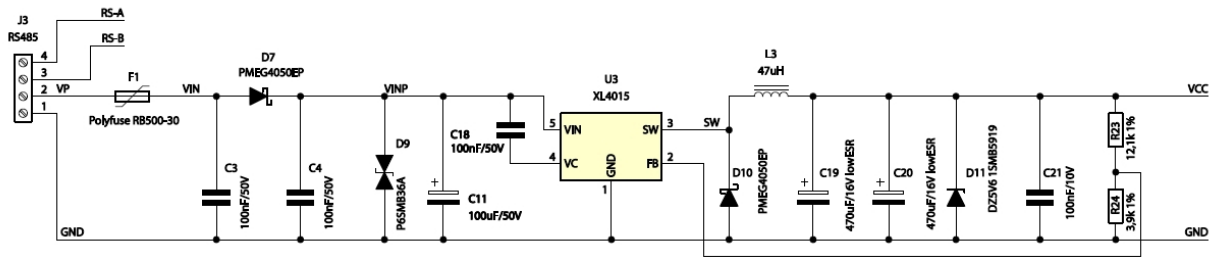 J3
RS485
RS-A
RS-B
4
3
2
1
VP
F1
Polyfuse RB500-30
VIN
D7
PMEG4050EP
VINP
C3
100nF/50V
C4
100nF/50V
D9
P6SMB36A
C11
100uF/50V
C18
100nF/50V
U3
XL4015
5
VIN
4
VC
GND
1
SW
3
FB
2
SW
L3
47uH
D10
PMEG4050EP
C19
470uF/16V lowESR
C20
470uF/16V lowESR
D11
DZ5V6 1SMB5919
C21
100nF/10V
R23
12,1k 1%
R24
3,9k 1%
VCC
GND
GND